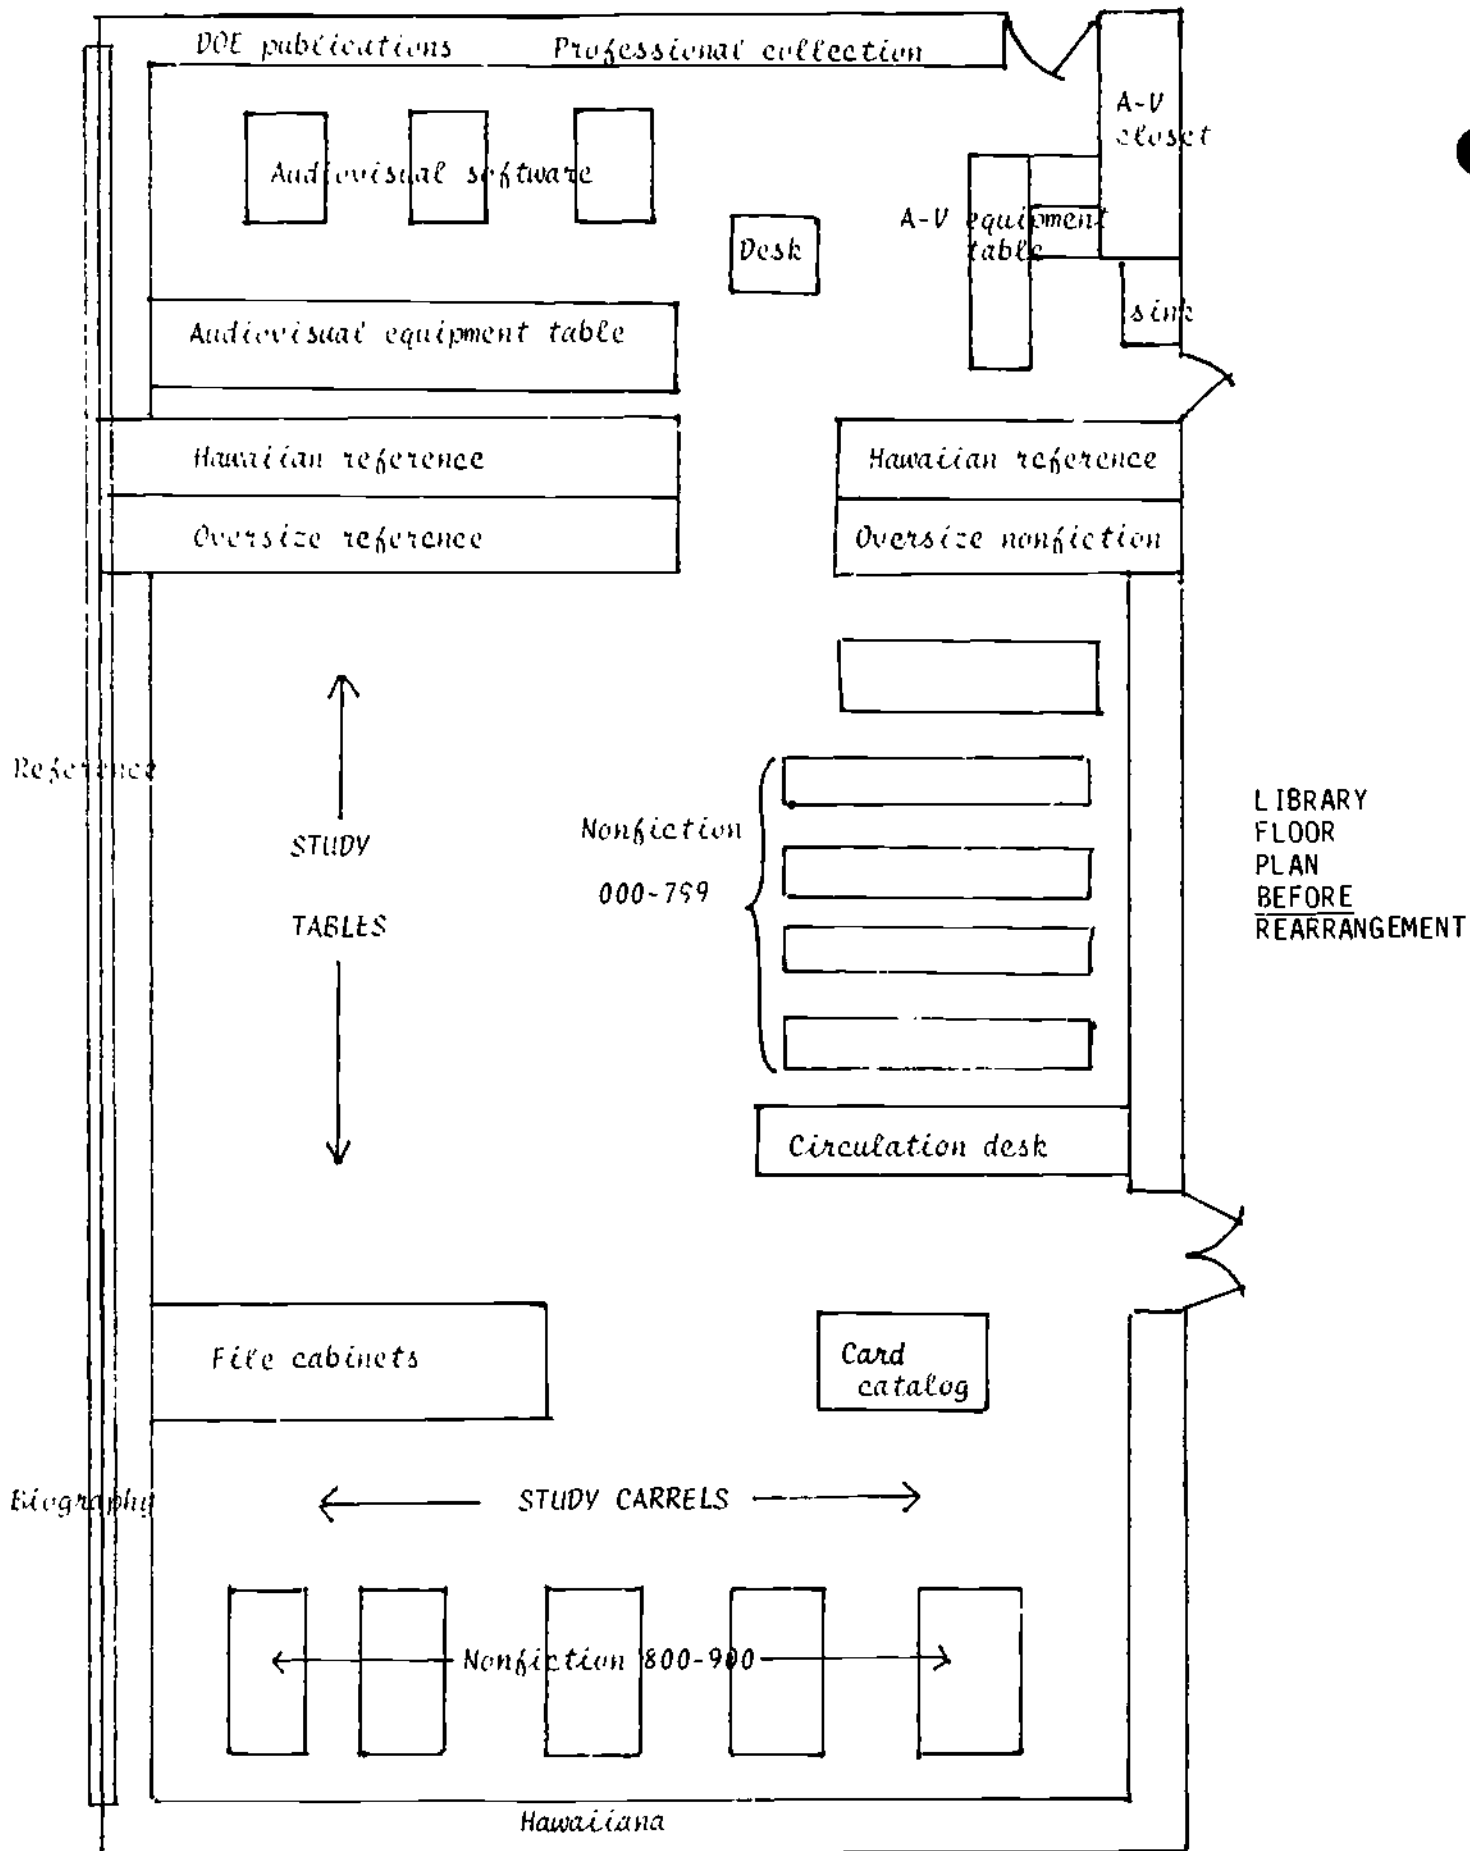 DOE publications Professional collection
A-V
closet
Audiovisual software
A-V equipment
table
Desk
sink
Audiovisual equipment table
Hawaiian reference
Hawaiian reference
Oversize reference
Oversize nonfiction
Reference
STUDY
TABLES
Nonfiction
000-799
LIBRARY
FLOOR
PLAN
BEFORE
REARRANGEMENT
Circulation desk
File cabinets
Card
catalog
Biography
STUDY CARRELS
Nonfiction 800-900
Hawaiiana